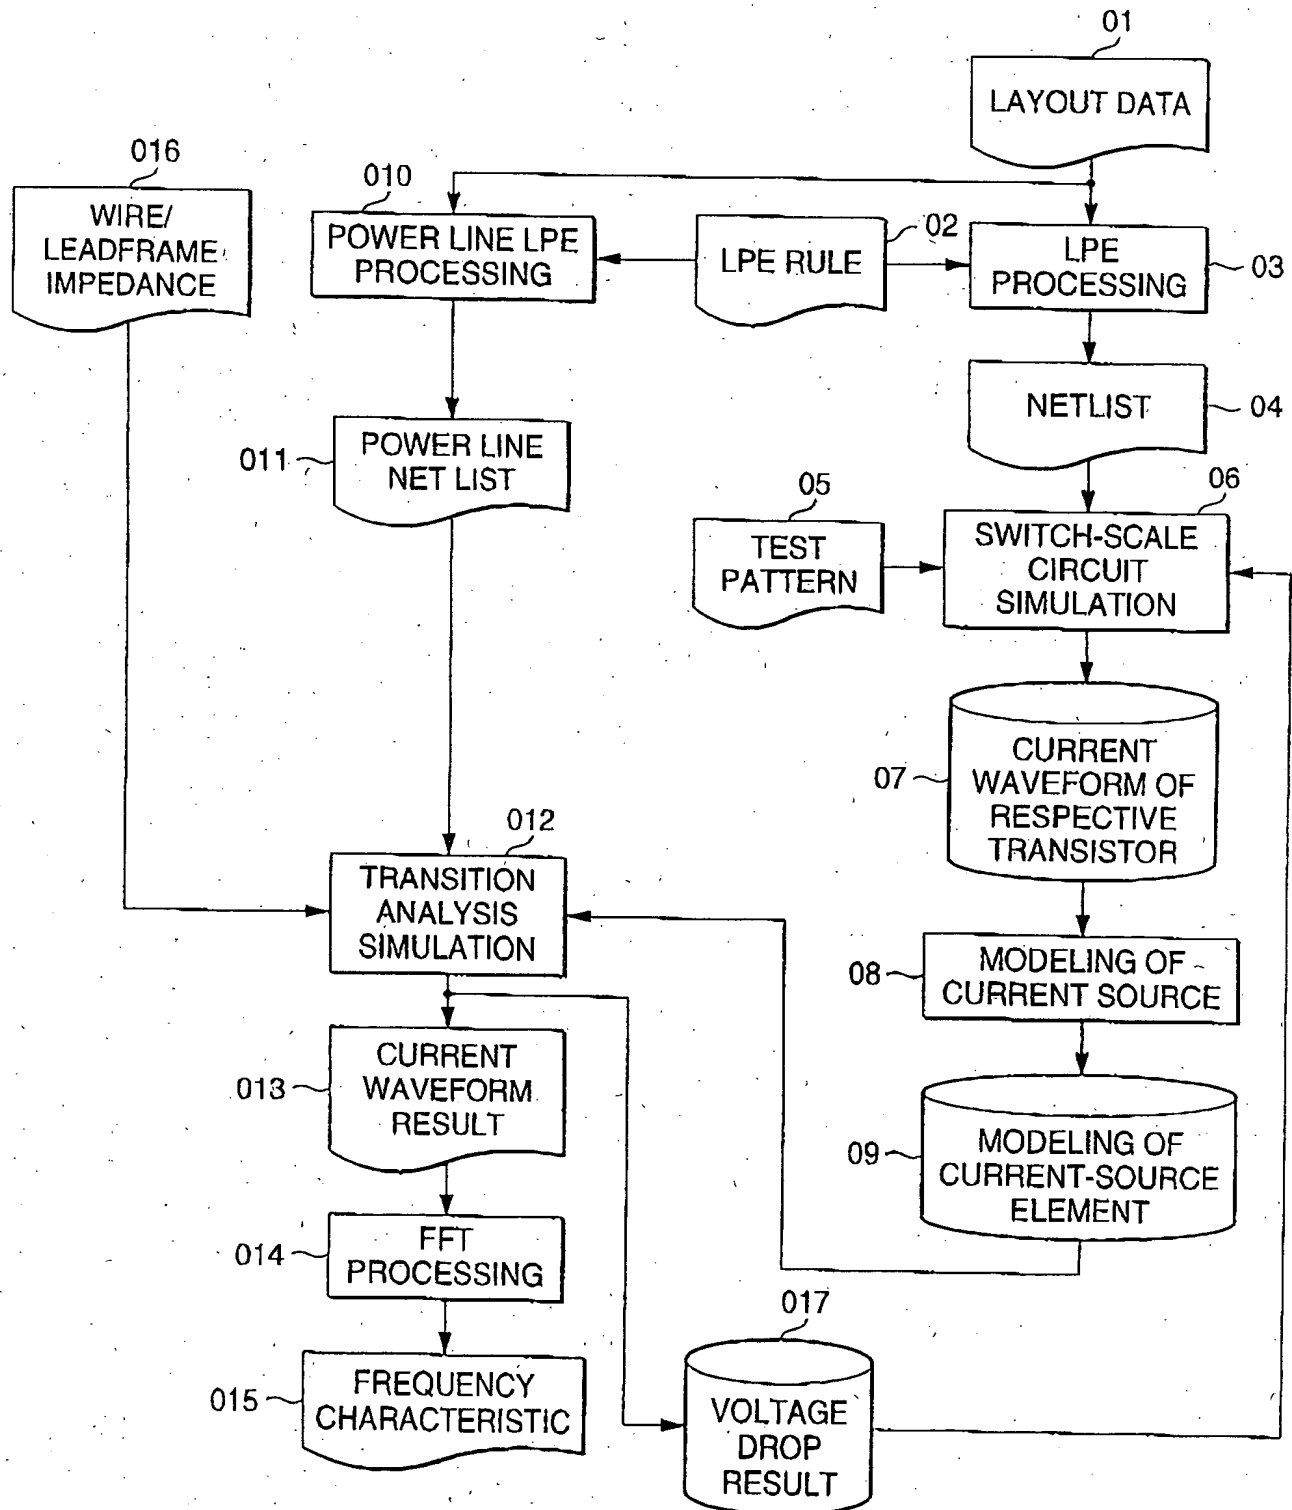 01
LAYOUT DATA
016
WIRE/
LEADFRAME
IMPEDANCE
010
POWER LINE LPE
PROCESSING
02
LPE RULE
LPE
PROCESSING
03
NETLIST
04
011
POWER LINE
NET LIST
05
TEST
PATTERN
06
SWITCH-SCALE
CIRCUIT
SIMULATION
07
CURRENT
WAVEFORM OF
RESPECTIVE
TRANSISTOR
012
TRANSITION
ANALYSIS
SIMULATION
08
MODELING OF
CURRENT SOURCE
013
CURRENT
WAVEFORM
RESULT
09
MODELING OF
CURRENT-SOURCE
ELEMENT
014
FFT
PROCESSING
015
FREQUENCY
CHARACTERISTIC
017
VOLTAGE
DROP
RESULT